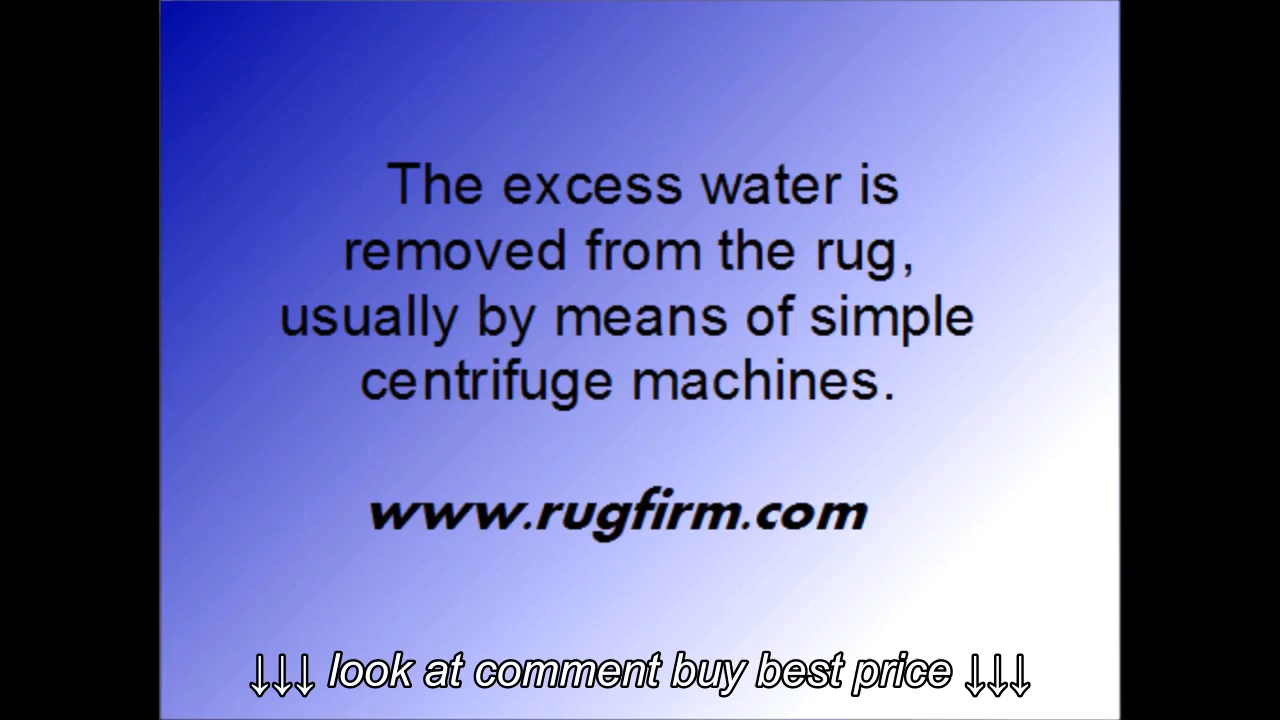 The excess water is
removed from the rug,
usually by means of simple
centrifuge machines.
www.rugfirm.com
↓↓↓ look at comment buy best price ↓↓↓